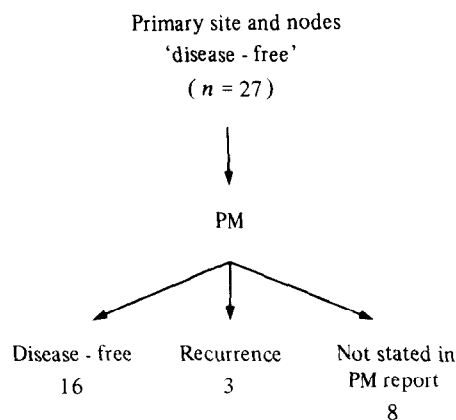 Primary site and nodes
'disease - free'
( n = 27 )
PM
Disease - free
16
Recurrence
3
Not stated in
PM report
8